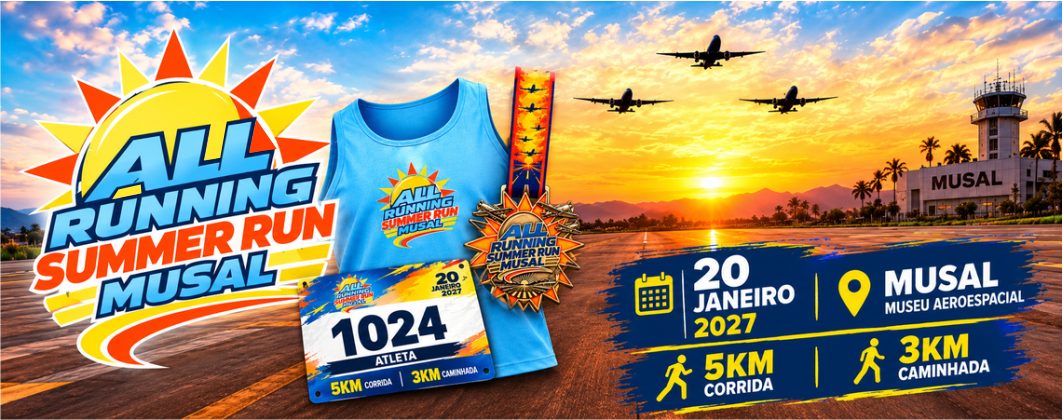 ALL
RUNNING
SUMMER RUN
MUSAL
ALL
RUNNING
SUMMER RUN
MUSAL
ALL
RUNNING
SUMMER RUN
MUSAL
ALL
RUNNING
SUMMER RUN
MUSAL
20
JANEIRO
2027
1024
ATLETA
5KM CORRIDA | 3KM CAMINHADA
MUSAL
20
JANEIRO
2027
MUSAL
MUSEU AEROESPACIAL
5KM
CORRIDA
3KM
CAMINHADA